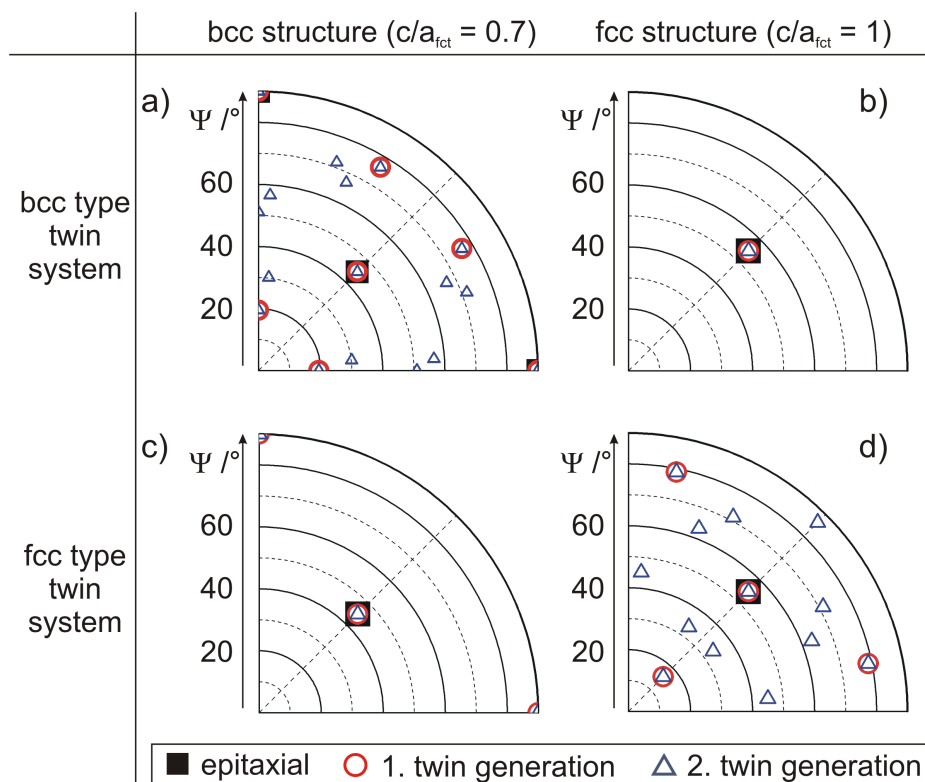 bcc structure (c/a_fct = 0.7) fcc structure (c/a_fct = 1)
a) b)
Ψ /° Ψ /°
60 60
40 40
20 20
bcc type
twin
system
c) d)
Ψ /° Ψ /°
60 60
40 40
20 20
fcc type
twin
system
epitaxial 1. twin generation 2. twin generation